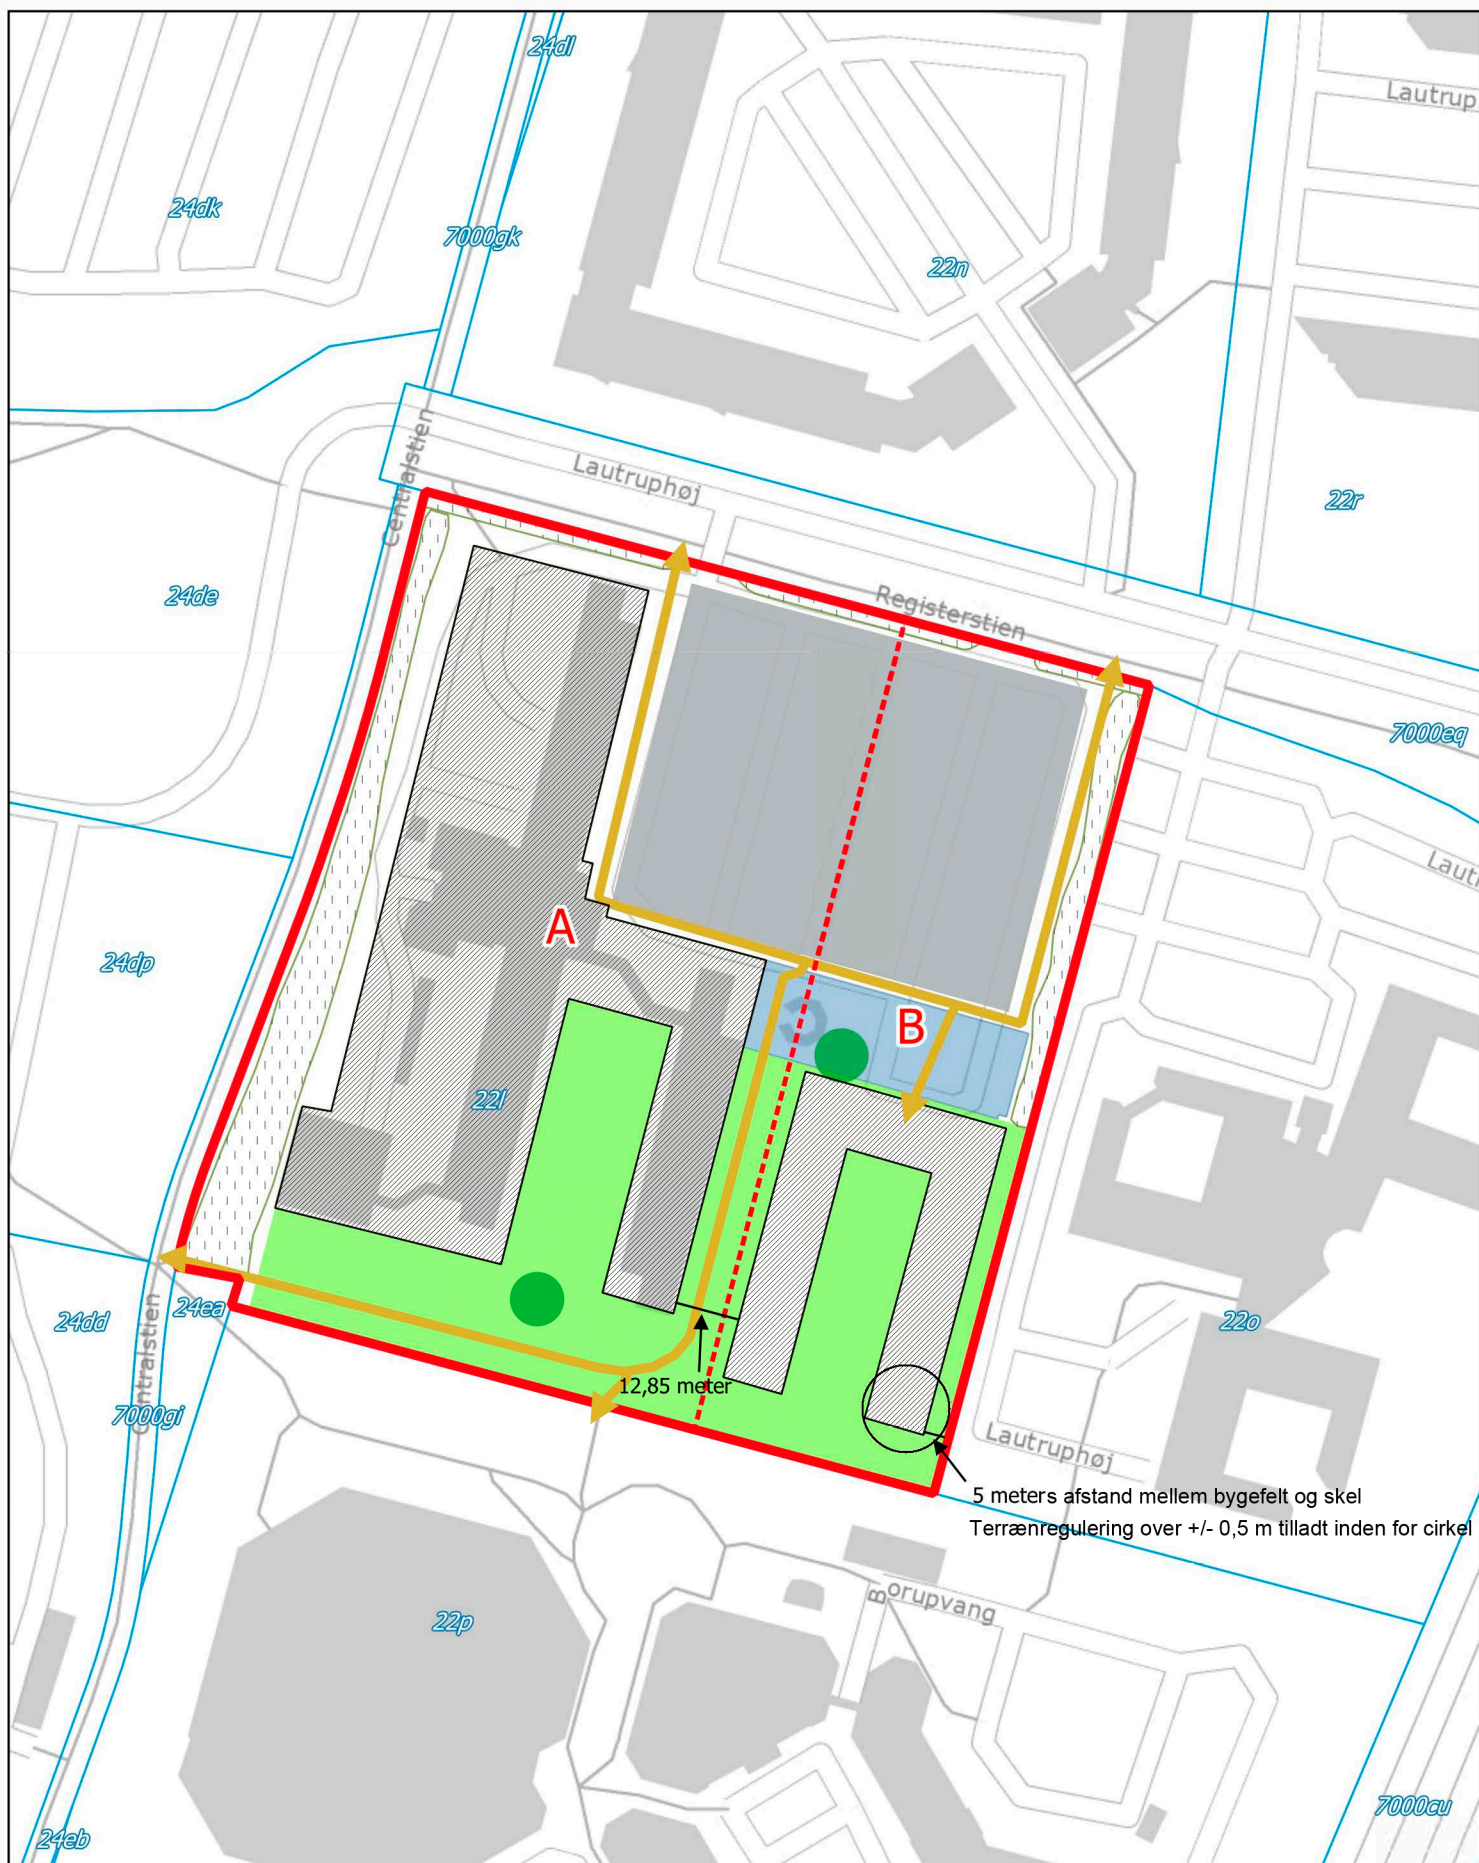 24dl
Lautrup
24dk
7000gk
22n
Lautruphøj
Centralstien
22r
24de
Registerstien
7000eq
Laut
A
24dp
B
22l
24ea
24dd
22o
12,85 meter
Centralstien
7000gi
Lautruphøj
5 meters afstand mellem bygefelt og skel
Terrænregulering over +/- 0,5 m tilladt inden for cirkel
Borupvang
22p
7000cu
24eb